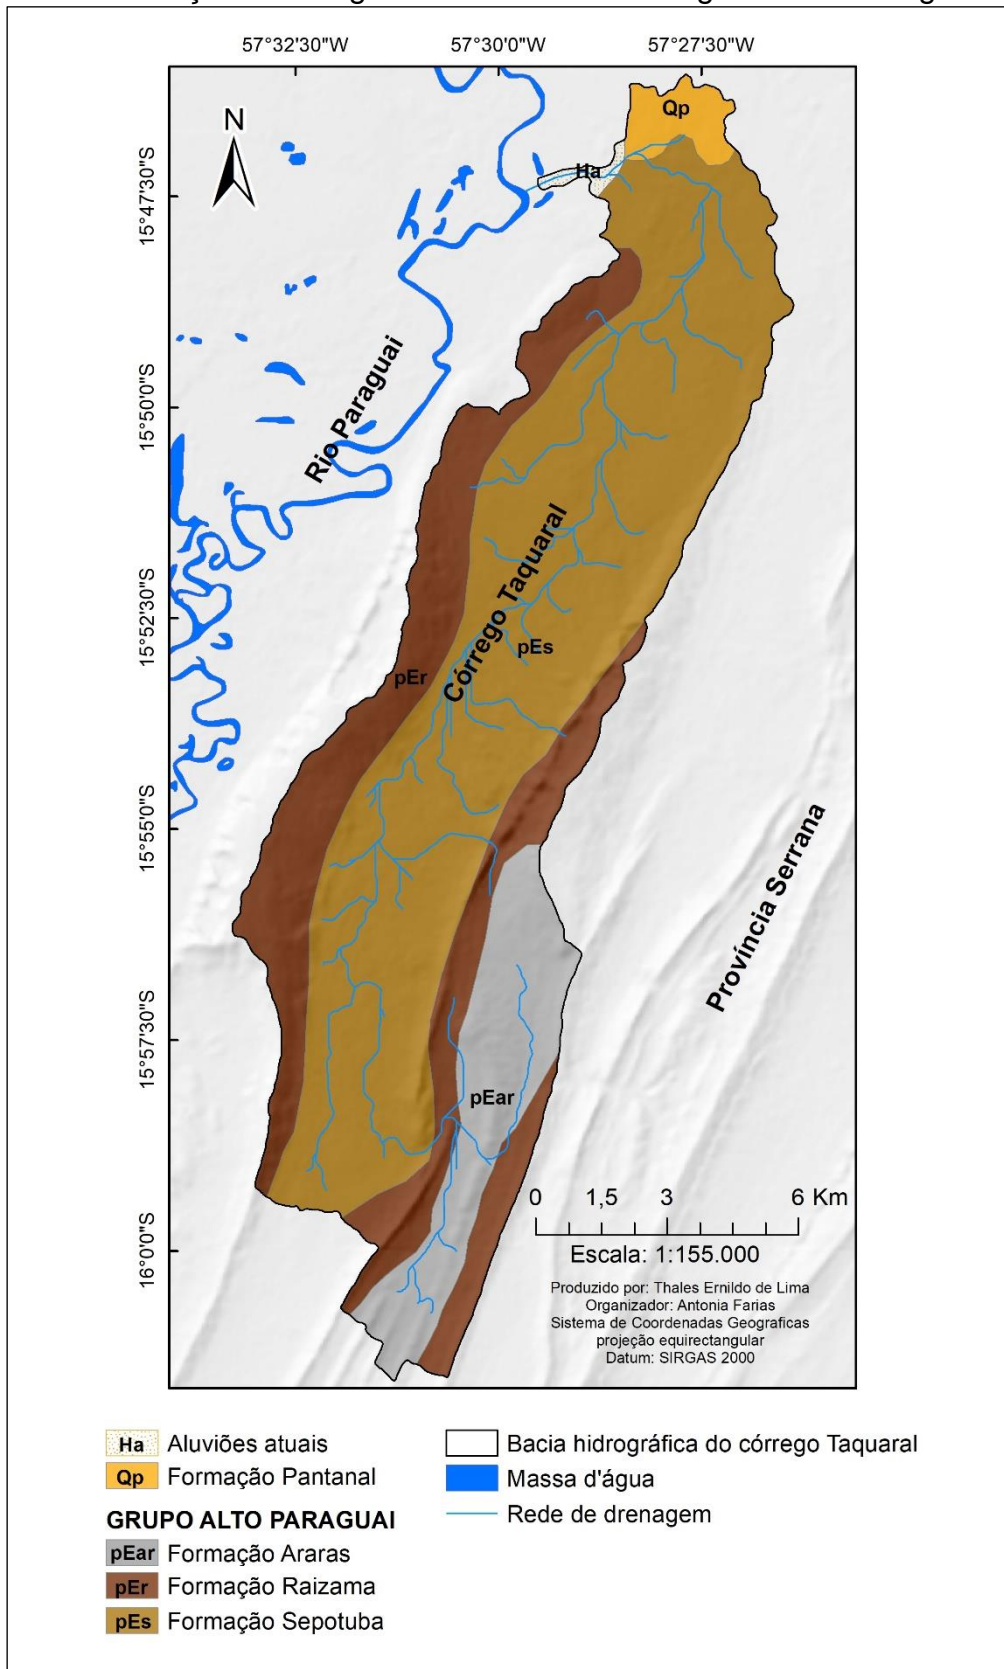 57°32'30"W 57°30'0"W 57°27'30"W
N
Qp
Ha
15°47'30"S
15°50'0"S
Rio Paraguai
15°52'30"S
Córrego Taquaral
pEs
pEr
15°55'0"S
Província Serrana
15°57'30"S
pEar
16°0'0"S
0 1,5 3 6 Km
Escala: 1:155.000
Produzido por: Thales Ernildo de Lima
Organizador: Antonia Farias
Sistema de Coordenadas Geograficas
projeção equirectangular
Datum: SIRGAS 2000
Ha Aluviões atuais
Qp Formação Pantanal
GRUPO ALTO PARAGUAI
pEar Formação Araras
pEr Formação Raizama
pEs Formação Sepotuba
Bacia hidrográfica do córrego Taquaral
Massa d'água
Rede de drenagem